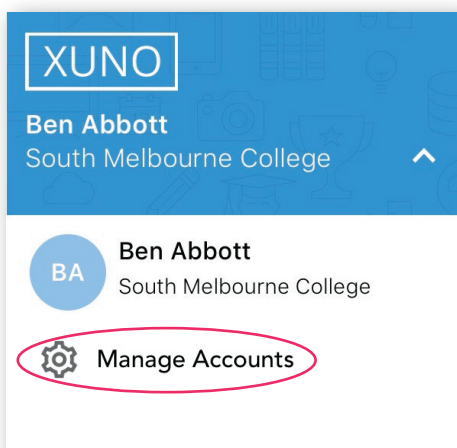 XUNO
Ben Abbott
South Melbourne College
BA
Ben Abbott
South Melbourne College
Manage Accounts